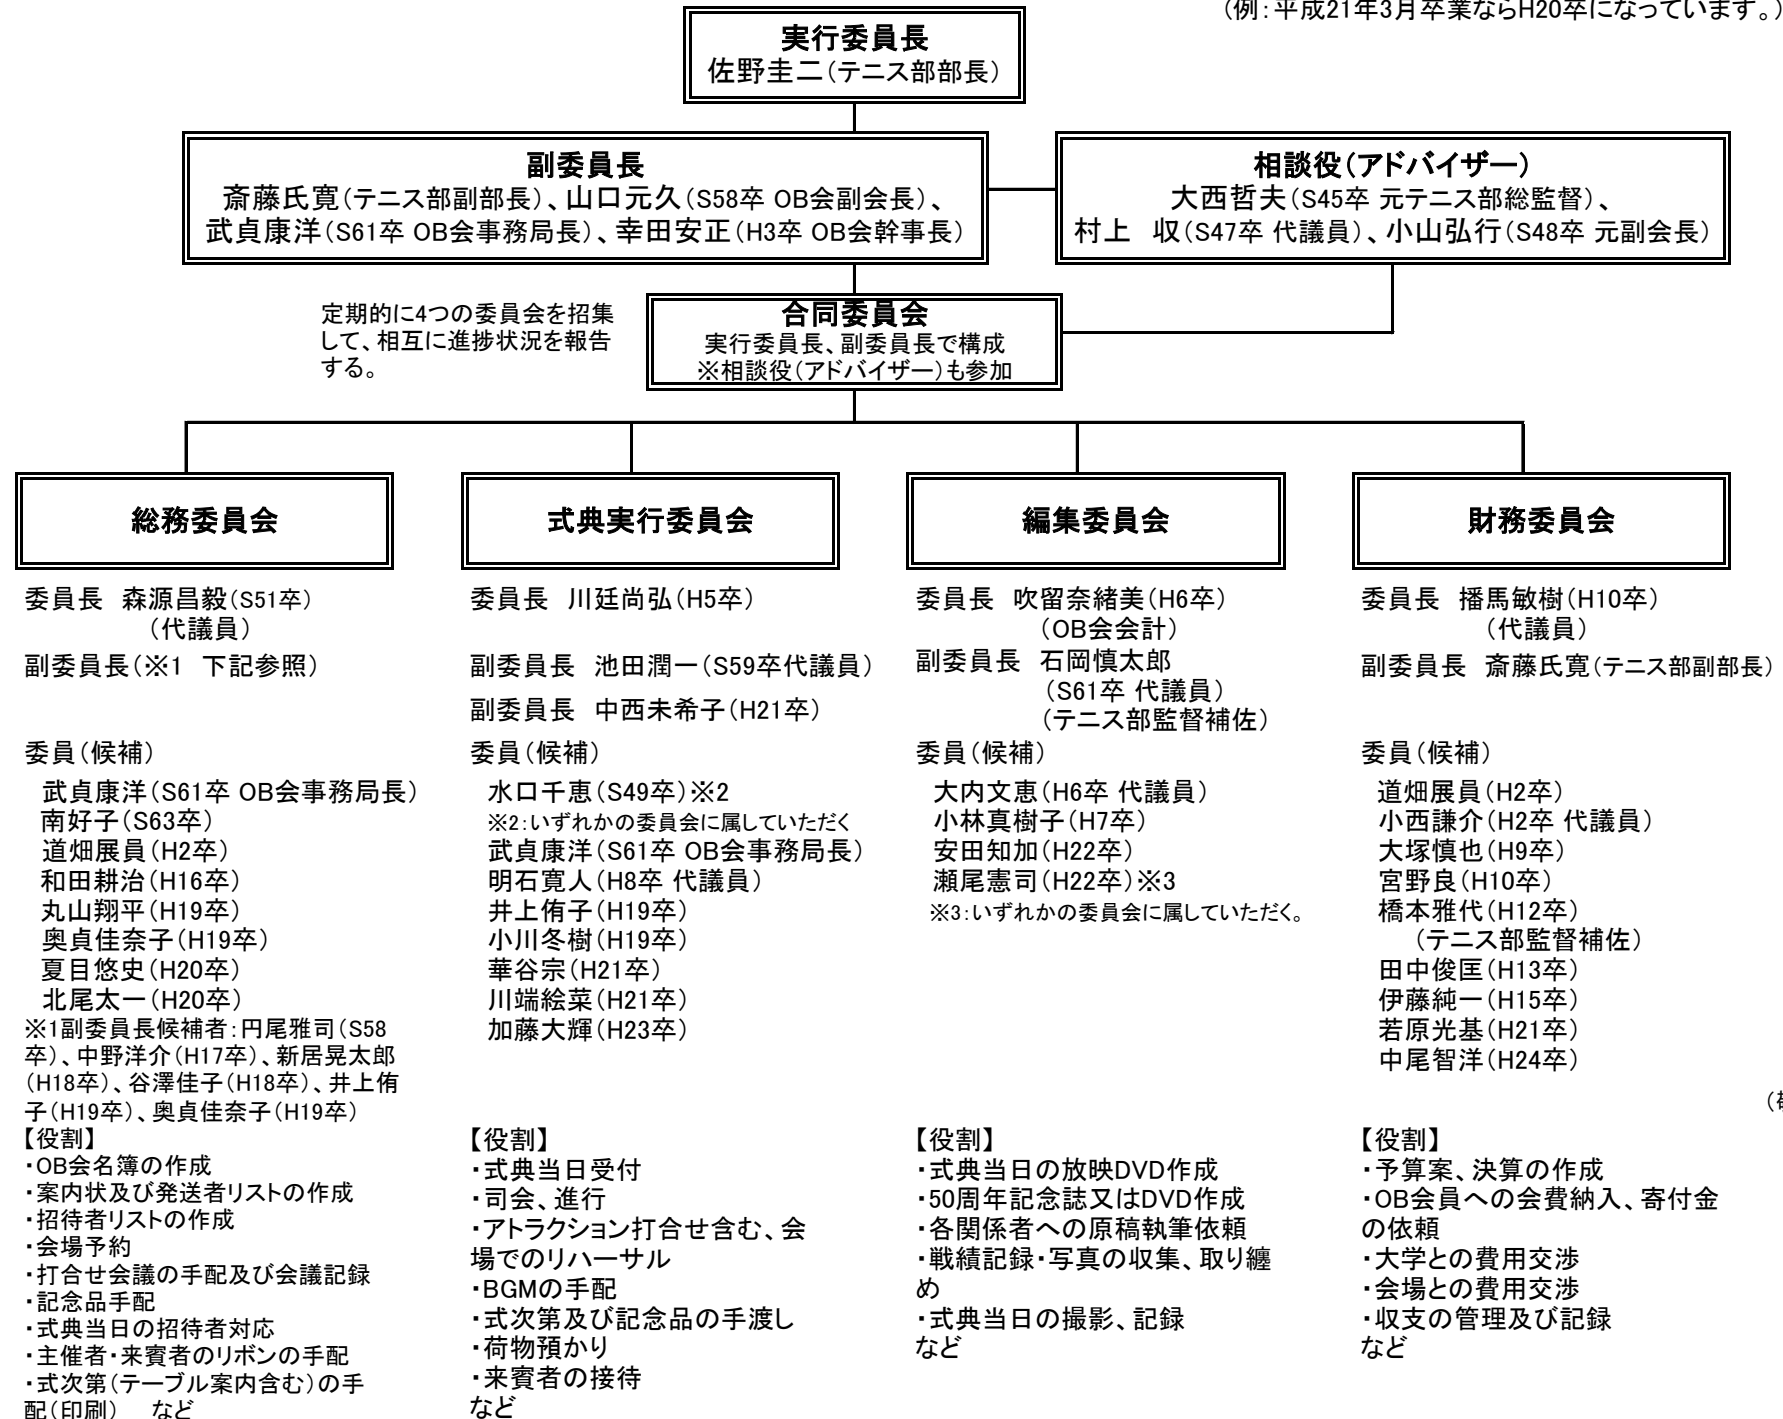 (例：平成21年3月卒業ならH20卒になっています。)
実行委員長
佐野圭二(テニス部部長)
副委員長
斎藤氏寛(テニス部副部長)、山口元久(S58卒 OB会副会長)、
武貞康洋(S61卒 OB会事務局長)、幸田安正(H3卒 OB会幹事長)
相談役(アドバイザー)
大西哲夫(S45卒 元テニス部総監督)、
村上　収(S47卒 代議員)、小山弘行(S48卒 元副会長)
定期的に4つの委員会を招集
して、相互に進捗状況を報告
する。
合同委員会
実行委員長、副委員長で構成
※相談役(アドバイザー)も参加
総務委員会
委員長　森源昌毅(S51卒)
(代議員)
副委員長(※1　下記参照)
委員(候補)
武貞康洋(S61卒 OB会事務局長)
南好子(S63卒)
道畑展員(H2卒)
和田耕治(H16卒)
丸山翔平(H19卒)
奥貞佳奈子(H19卒)
夏目悠史(H20卒)
北尾太一(H20卒)
※1副委員長候補者：円尾雅司(S58
卒)、中野洋介(H17卒)、新居晃太郎
(H18卒)、谷澤佳子(H18卒)、井上侑
子(H19卒)、奥貞佳奈子(H19卒)
【役割】
・OB会名簿の作成
・案内状及び発送者リストの作成
・招待者リストの作成
・会場予約
・打合せ会議の手配及び会議記録
・記念品手配
・式典当日の招待者対応
・主催者・来賓者のリボンの手配
・式次第(テーブル案内含む)の手
配(印刷)　など
式典実行委員会
委員長　川廷尚弘(H5卒)
副委員長　池田潤一(S59卒代議員)
副委員長　中西未希子(H21卒)
委員(候補)
水口千恵(S49卒)※2
※2：いずれかの委員会に属していただく
武貞康洋(S61卒 OB会事務局長)
明石寛人(H8卒 代議員)
井上侑子(H19卒)
小川冬樹(H19卒)
華谷宗(H21卒)
川端絵菜(H21卒)
加藤大輝(H23卒)
【役割】
・式典当日受付
・司会、進行
・アトラクション打合せ含む、会
場でのリハーサル
・BGMの手配
・式次第及び記念品の手渡し
・荷物預かり
・来賓者の接待
など
編集委員会
委員長　吹留奈緒美(H6卒)
(OB会会計)
副委員長　石岡慎太郎
(S61卒 代議員)
(テニス部監督補佐)
委員(候補)
大内文恵(H6卒 代議員)
小林真樹子(H7卒)
安田知加(H22卒)
瀬尾憲司(H22卒)※3
※3：いずれかの委員会に属していただく。
【役割】
・式典当日の放映DVD作成
・50周年記念誌又はDVD作成
・各関係者への原稿執筆依頼
・戦績記録・写真の収集、取り纏
め
・式典当日の撮影、記録
など
財務委員会
委員長　播馬敏樹(H10卒)
(代議員)
副委員長　斎藤氏寛(テニス部副部長)
委員(候補)
道畑展員(H2卒)
小西謙介(H2卒 代議員)
大塚慎也(H9卒)
宮野良(H10卒)
橋本雅代(H12卒)
(テニス部監督補佐)
田中俊匡(H13卒)
伊藤純一(H15卒)
若原光基(H21卒)
中尾智洋(H24卒)
【役割】
・予算案、決算の作成
・OB会員への会費納入、寄付金
の依頼
・大学との費用交渉
・会場との費用交渉
・収支の管理及び記録
など